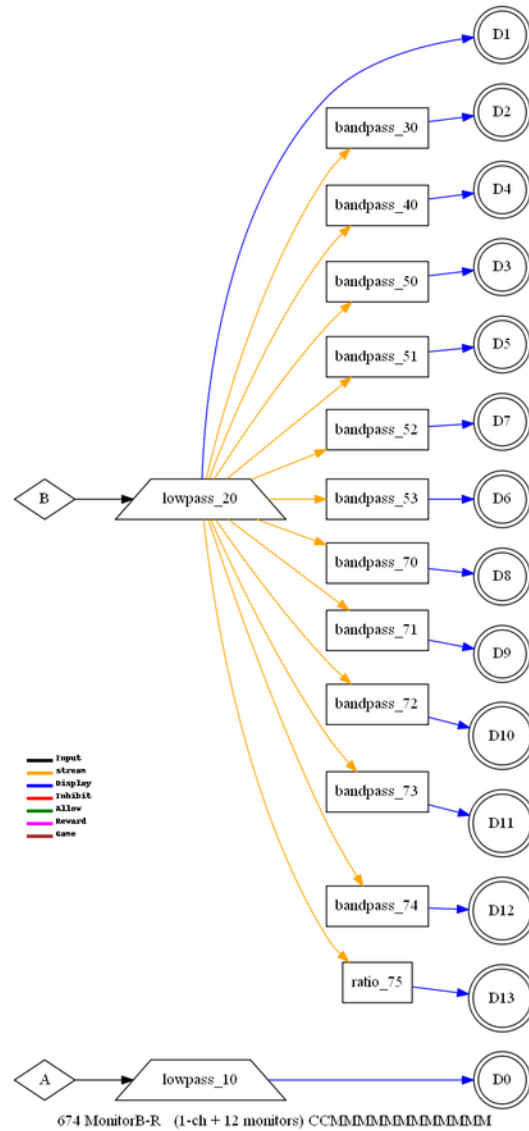 D1
bandpass_30
D2
bandpass_40
D4
bandpass_50
D3
bandpass_51
D5
bandpass_52
D7
B
lowpass_20
bandpass_53
D6
bandpass_70
D8
bandpass_71
D9
bandpass_72
D10
Input
stream
Display
Inhibit
Allow
Reward
Game
bandpass_73
D11
bandpass_74
D12
ratio_75
D13
A
lowpass_10
D0
674 MonitorB-R (1-ch + 12 monitors) CCMMMMMMMMMMMM